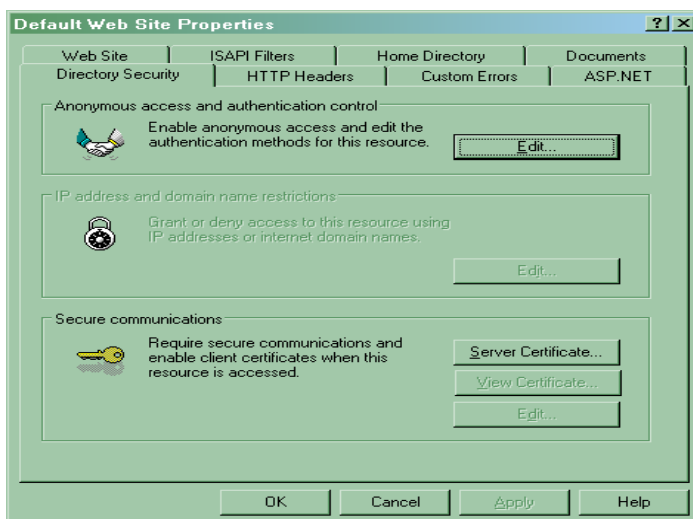 Default Web Site Properties
Web Site ISAPI Filters Home Directory Documents
Directory Security HTTP Headers Custom Errors ASP.NET
Anonymous access and authentication control
Enable anonymous access and edit the
authentication methods for this resource.
Edit...
IP address and domain name restrictions
Grant or deny access to this resource using
IP addresses or internet domain names.
Edit...
Secure communications
Require secure communications and
enable client certificates when this
resource is accessed.
Server Certificate...
View Certificate...
Edit...
OK Cancel Apply Help